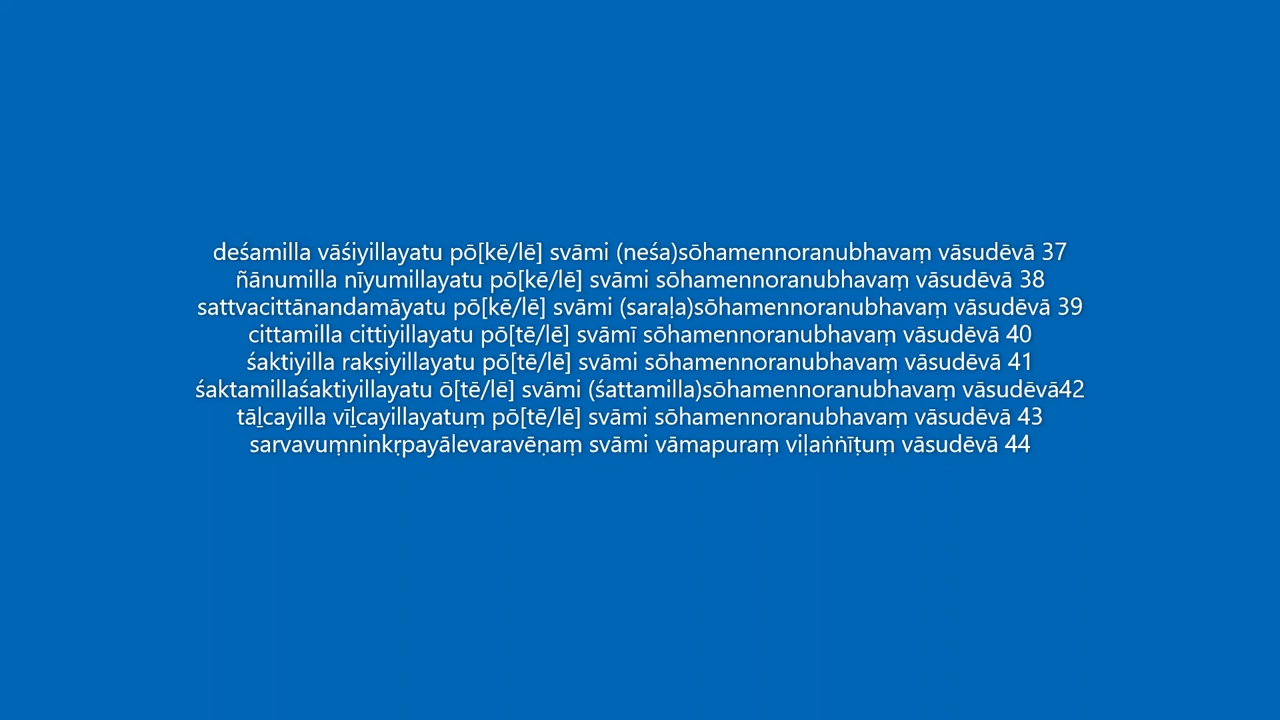 deśamilla vāśiyillayatu pō[kē/lē] svāmi (neśa)sōhamennoranubhavaṃ vāsudēvā 37
ñānumilla nīyumillayatu pō[kē/lē] svāmi sōhamennoranubhavaṃ vāsudēvā 38
sattvacittānandamāyatu pō[kē/lē] svāmi (saraḷa)sōhamennoranubhavaṃ vāsudēvā 39
cittamilla cittiyillayatu pō[tē/lē] svāmī sōhamennoranubhavaṃ vāsudēvā 40
śaktiyilla rakṣiyillayatu pō[tē/lē] svāmi sōhamennoranubhavaṃ vāsudēvā 41
śaktamillaśaktiyillayatu ō[tē/lē] svāmi (śattamilla)sōhamennoranubhavaṃ vāsudēvā42
tāḻcayilla vīḻcayillayatuṃ pō[tē/lē] svāmi sōhamennoranubhavaṃ vāsudēvā 43
sarvavuṃninkṛpayālevaravēṇaṃ svāmi vāmapuraṃ viḷaṅṅīṭuṃ vāsudēvā 44